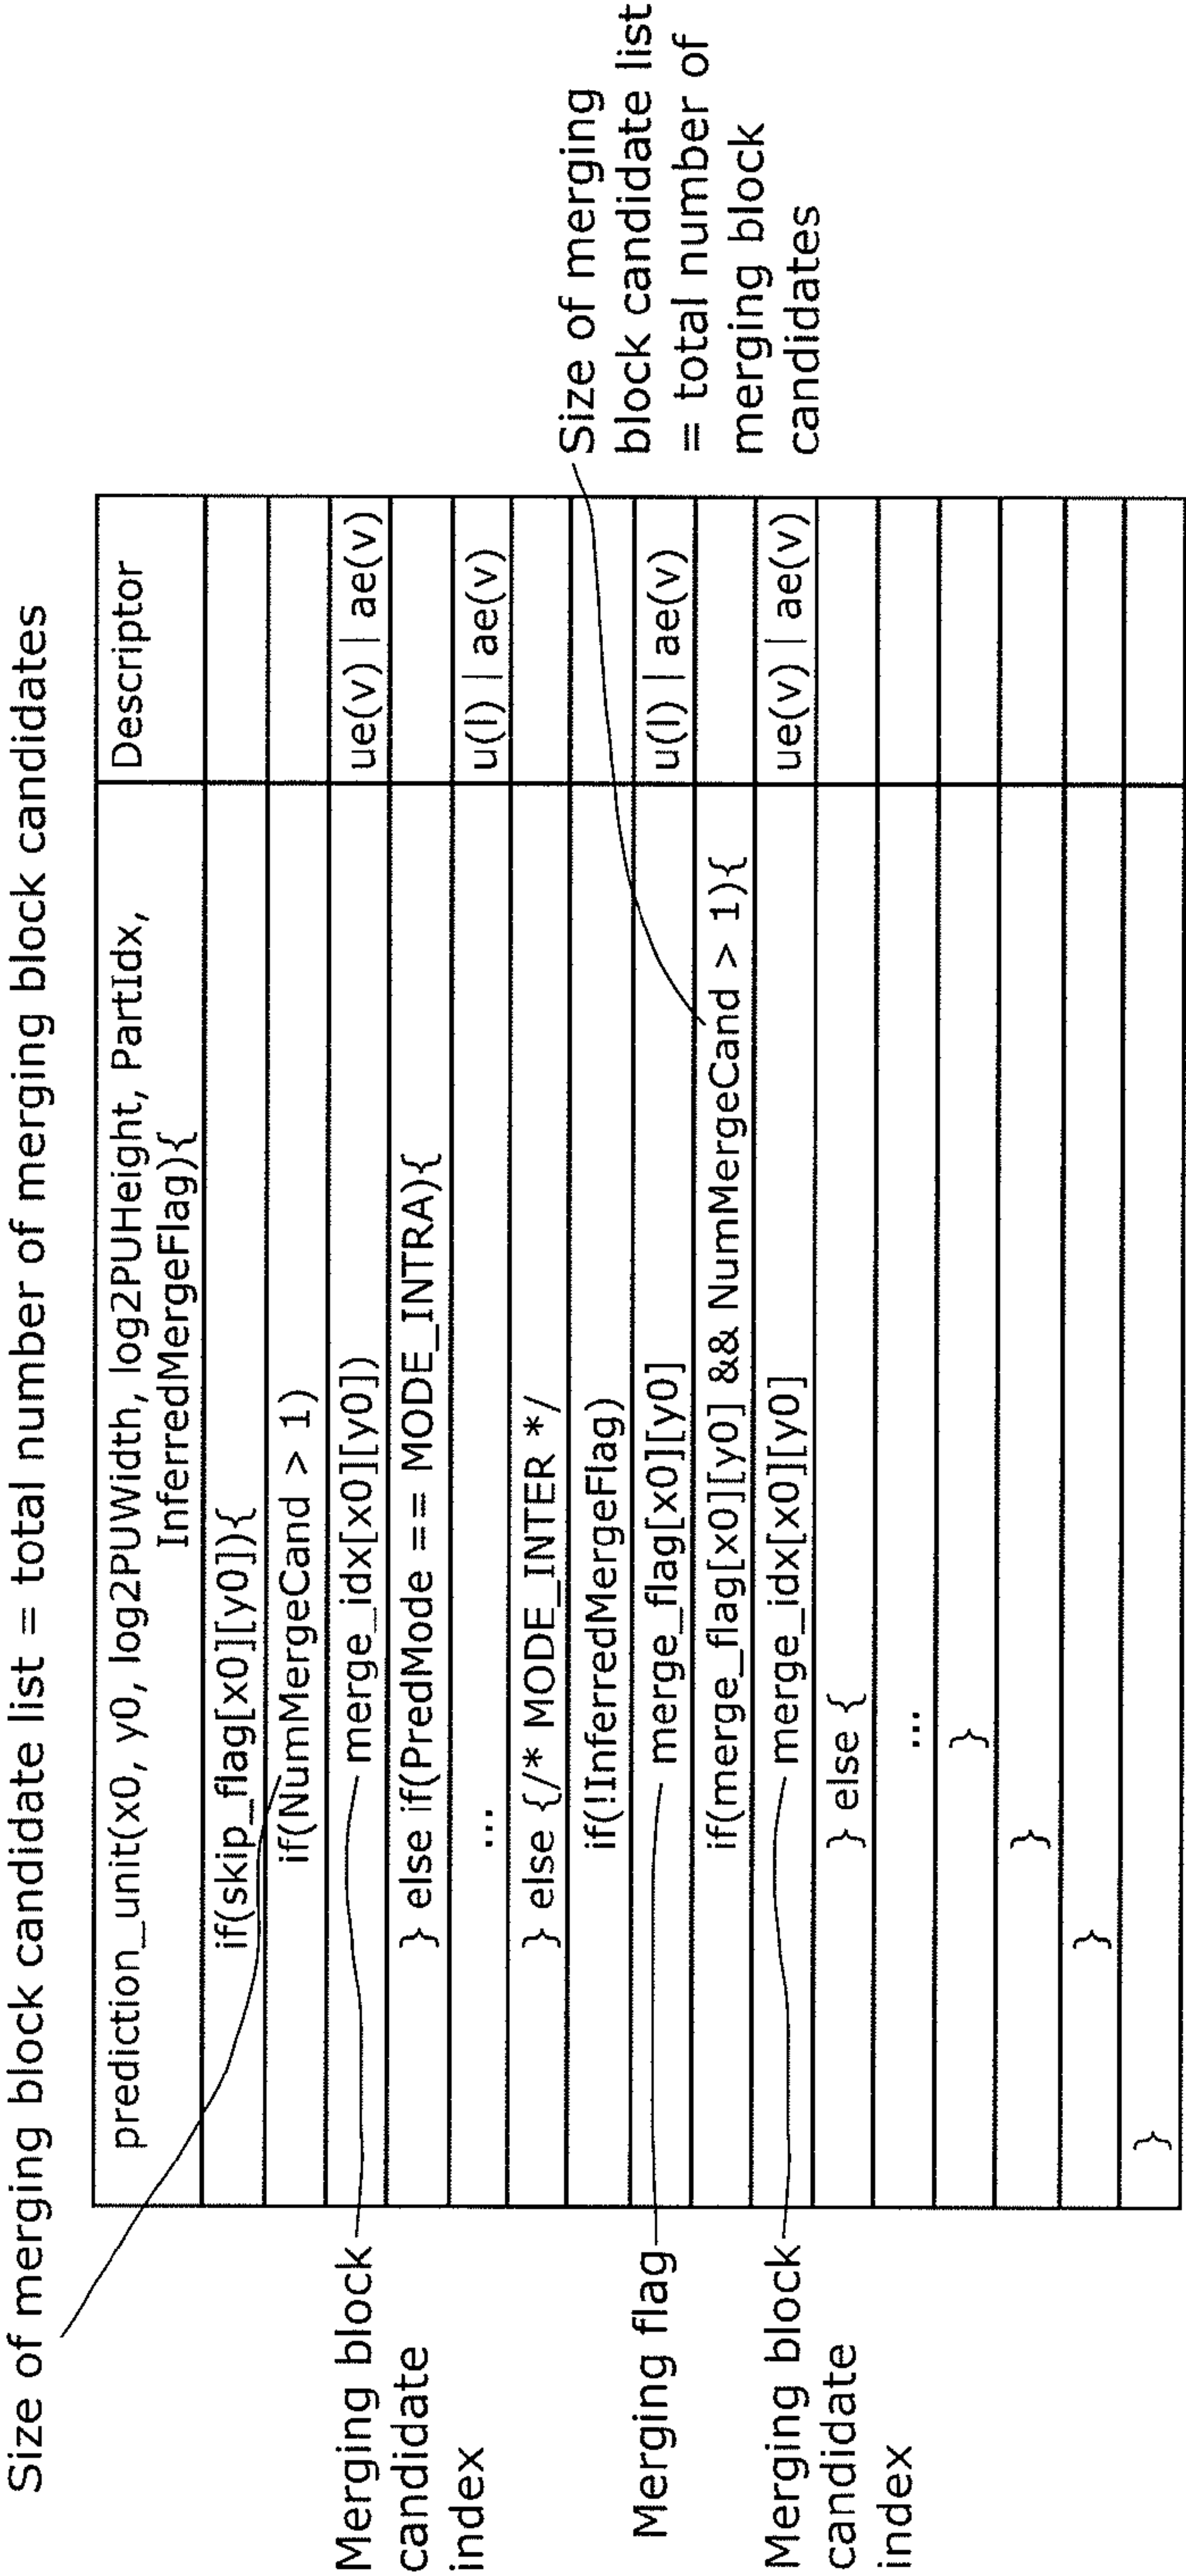 Size of merging block candidate list = total number of merging block candidates
prediction_unit(x0, y0, log2PUWidth, log2PUHeight, PartIdx,
InferredMergeFlag){
Descriptor
if(skip_flag[x0][y0]){
if(NumMergeCand > 1)
Merging block
candidate
index
merge_idx[x0][y0])
ue(v) | ae(v)
} else if(PredMode == MODE_INTRA){
...
u(l) | ae(v)
} else {/* MODE_INTER */
if(!InferredMergeFlag)
Merging flag
merge_flag[x0][y0]
u(l) | ae(v)
if(merge_flag[x0][y0] && NumMergeCand > 1){
Size of merging
block candidate list
= total number of
merging block
candidates
Merging block
candidate
index
merge_idx[x0][y0]
ue(v) | ae(v)
} else {
...
}
}
}
}